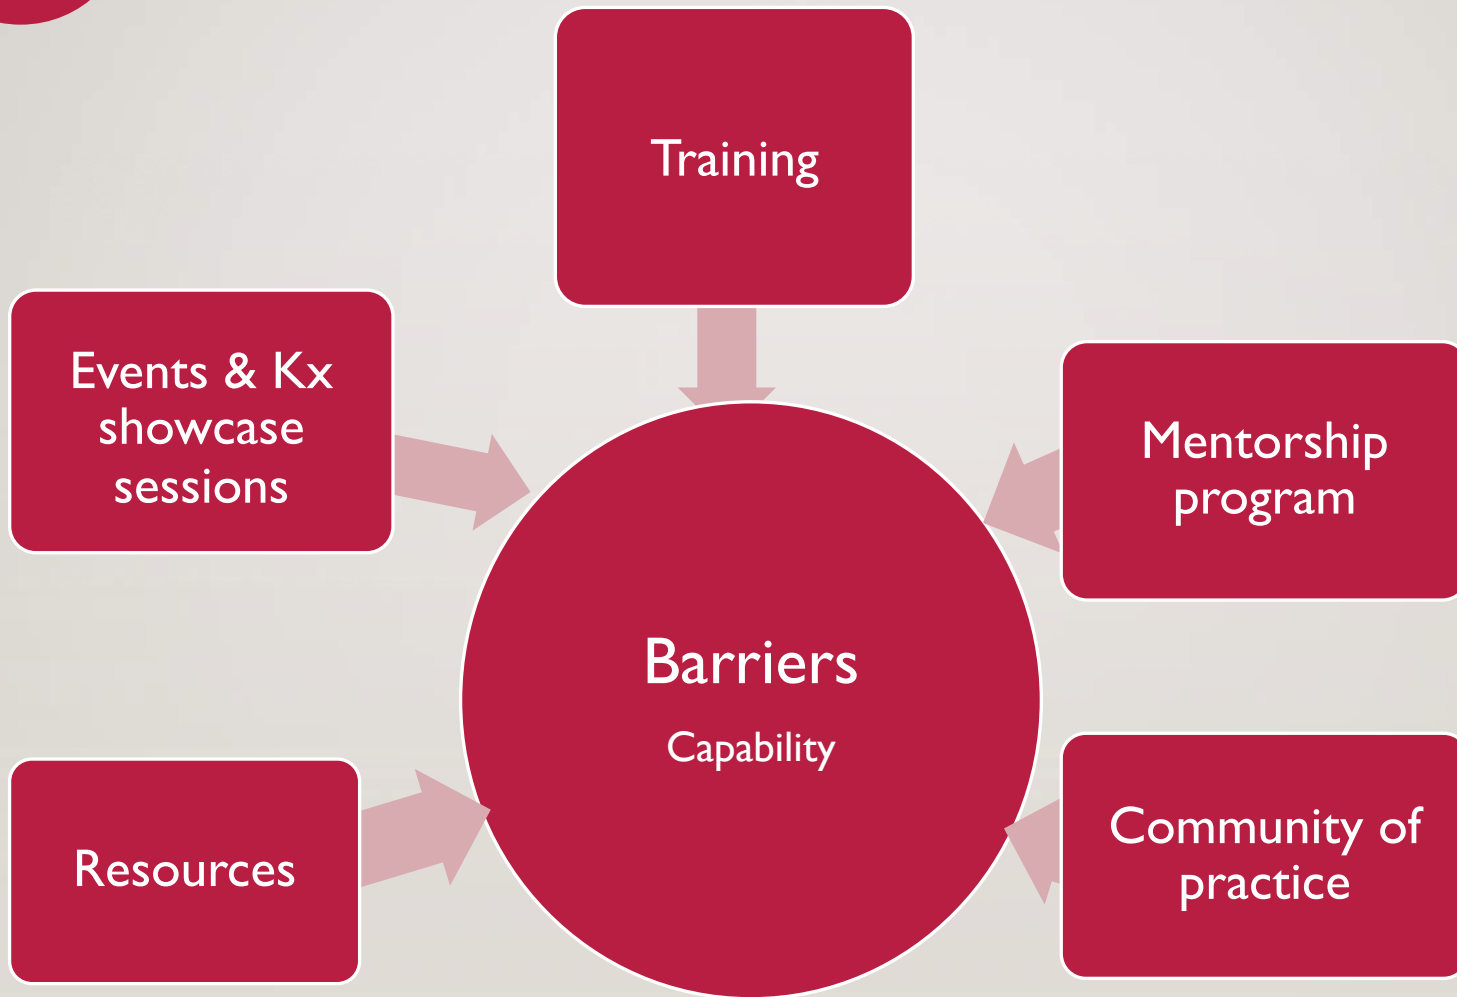 Training
Events & Kx
showcase
sessions
Mentorship
program
Barriers
Capability
Resources
Community of
practice